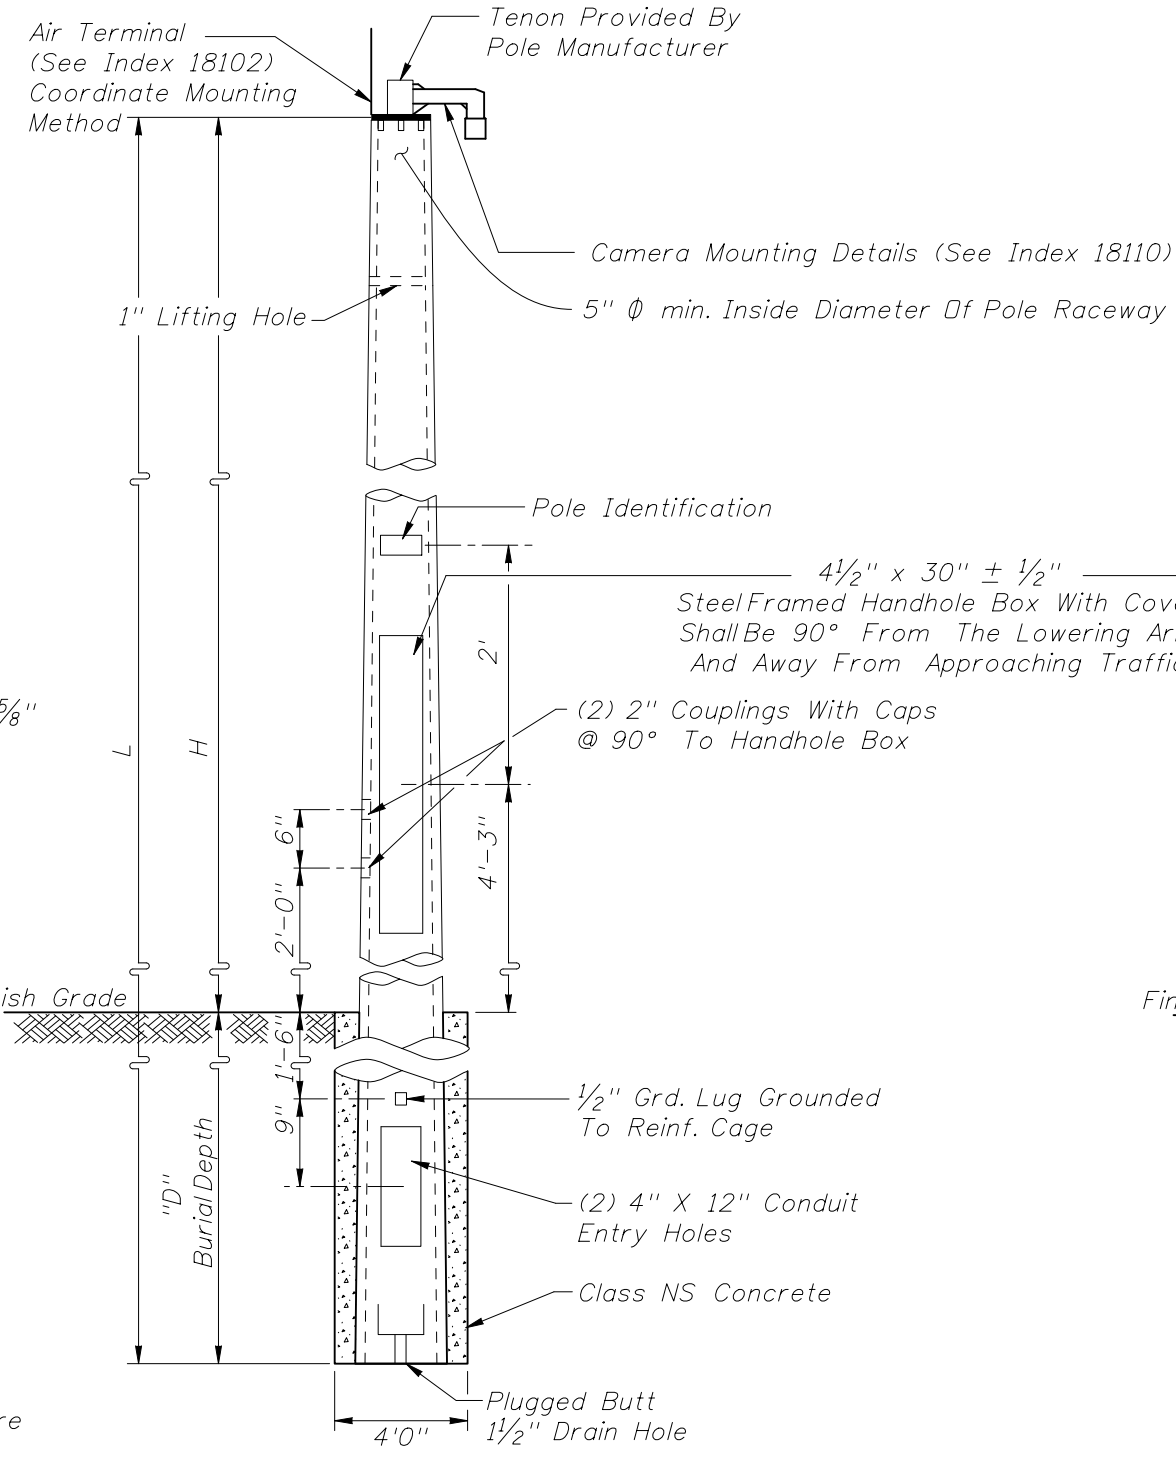 Air Terminal
(See Index 18102)
Coordinate Mounting
Method
Tenon Provided By
Pole Manufacturer
Camera Mounting Details (See Index 18110)
1" Lifting Hole
5" ϕ min. Inside Diameter Of Pole Raceway
Pole Identification
4½" x 30" ± ½"
Steel Framed Handhole Box With
Shall Be 90° From The Lowering
And Away From Approaching
2'
⅝"
(2) 2" Couplings With Caps
@ 90° To Handhole Box
L
H
6"
4'-3"
2'-0"
Grade
1'-6"
9"
½" Grd. Lug Grounded
To Reinf. Cage
"D"
Burial Depth
(2) 4" X 12" Conduit
Entry Holes
Class NS Concrete
Plugged Butt
1½" Drain Hole
4'0"